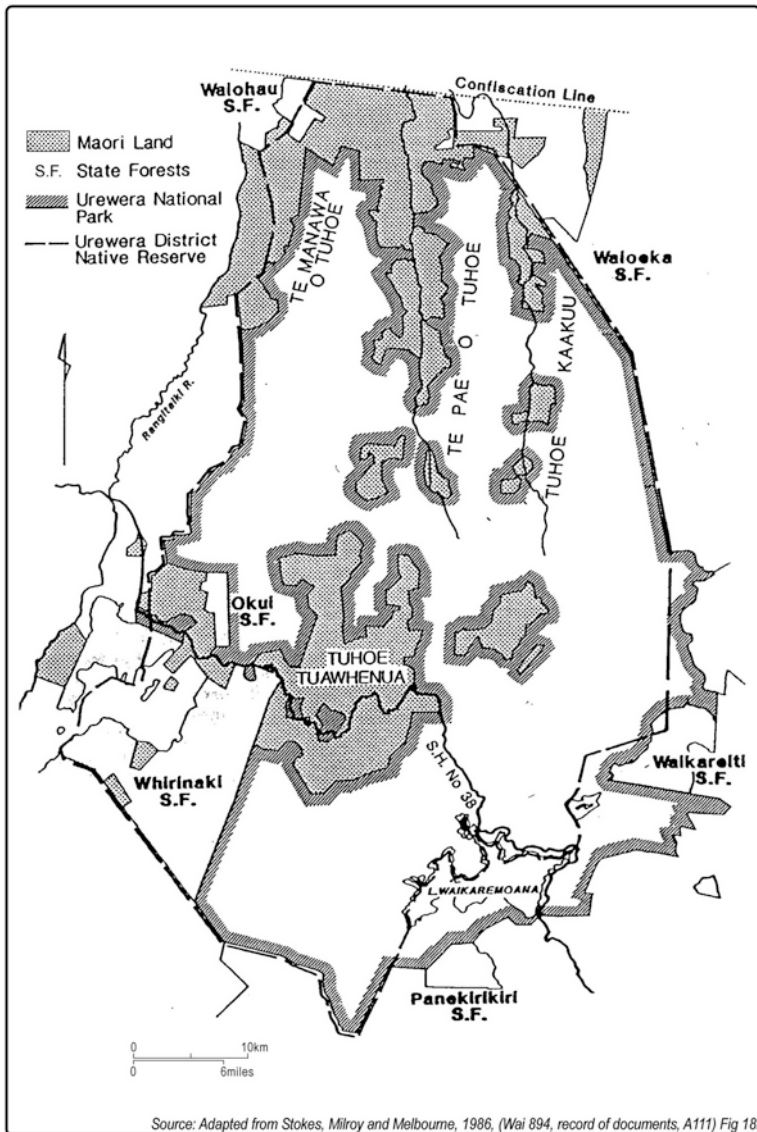 Confiscation Line
Waiohau
S.F.
Maori Land
S.F. State Forests
Urewera National
Park
Urewera District
Native Reserve
TE MANAWA
O TUHOE
TE PAE O TUHOE
TUHOE KAAKUU
Waioeka
S.F.
Rangitaiki R.
Okui
S.F.
TUHOE
TUAWHENUA
S.H. No 38
Whirinaki
S.F.
Waikareiti
S.F.
L. WAIKAREMOANA
Panekirikiri
S.F.
0 10km
0 6miles
Source: Adapted from Stokes, Milroy and Melbourne, 1986, (Wai 894, record of documents, A111) Fig 18.